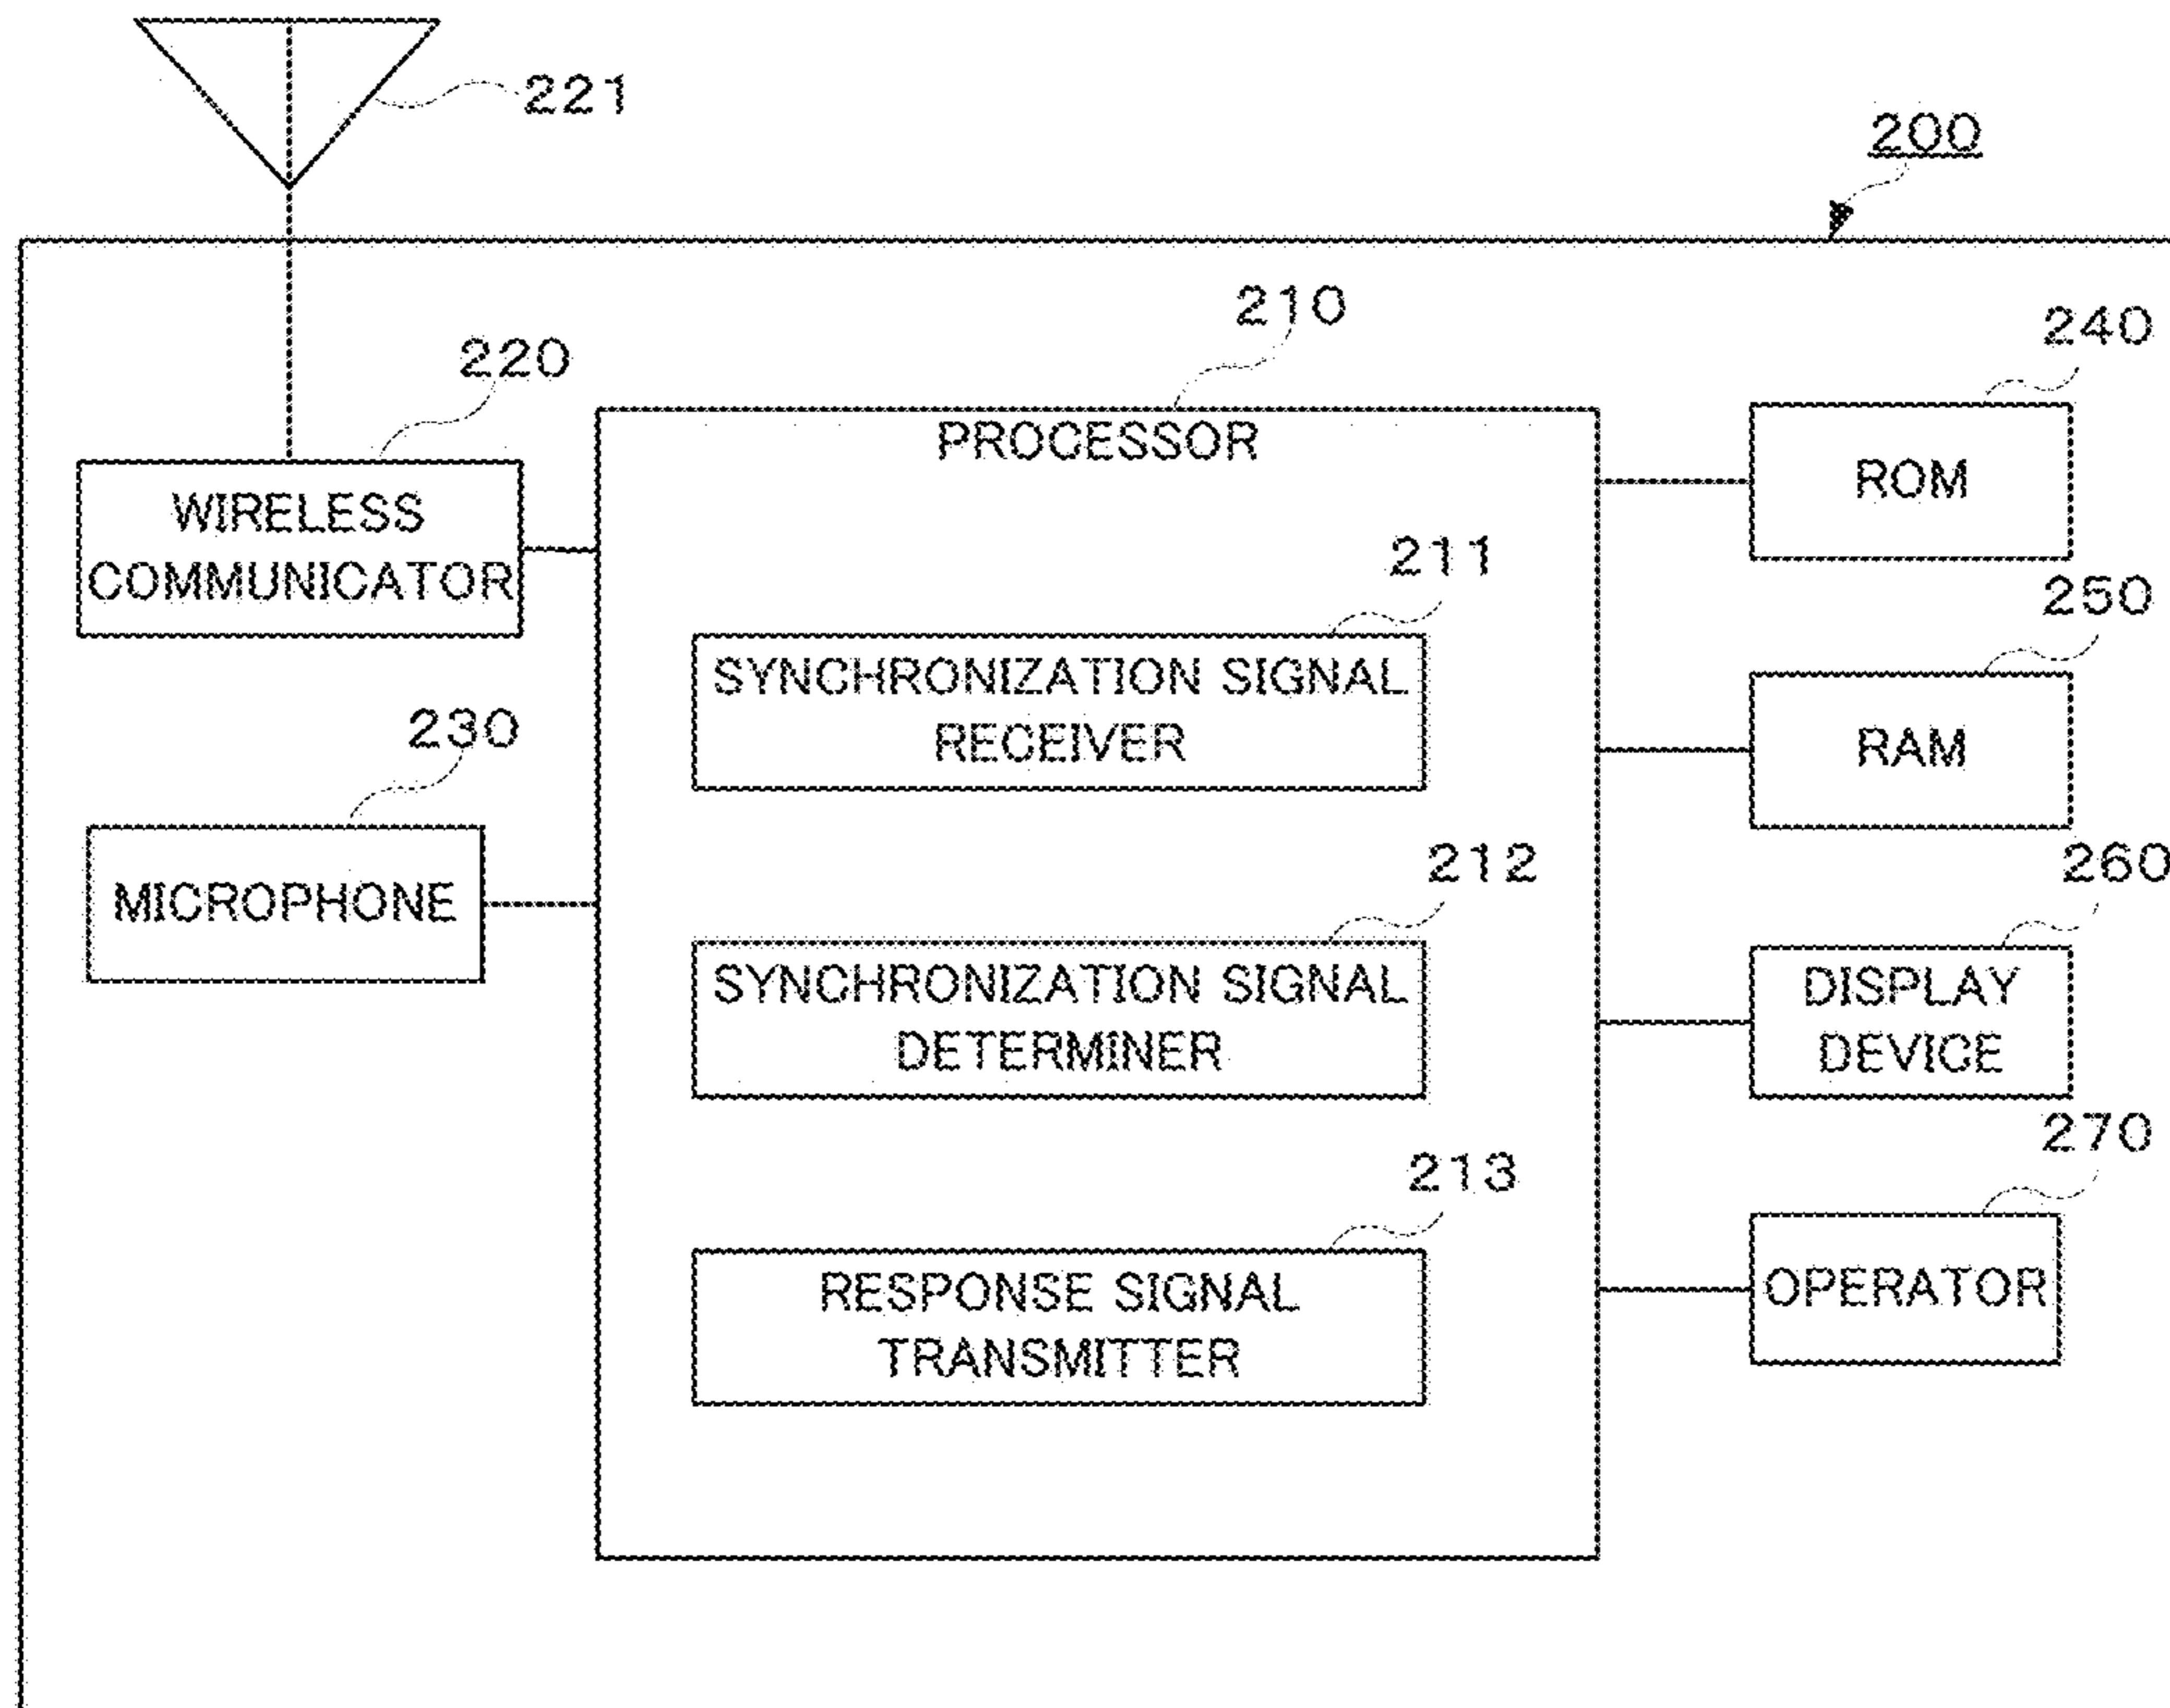 221
200
210
240
220
PROCESSOR
ROM
WIRELESS
COMMUNICATOR
211
250
SYNCHRONIZATION SIGNAL
RECEIVER
RAM
230
MICROPHONE
212
260
SYNCHRONIZATION SIGNAL
DETERMINER
DISPLAY
DEVICE
213
270
RESPONSE SIGNAL
TRANSMITTER
OPERATOR